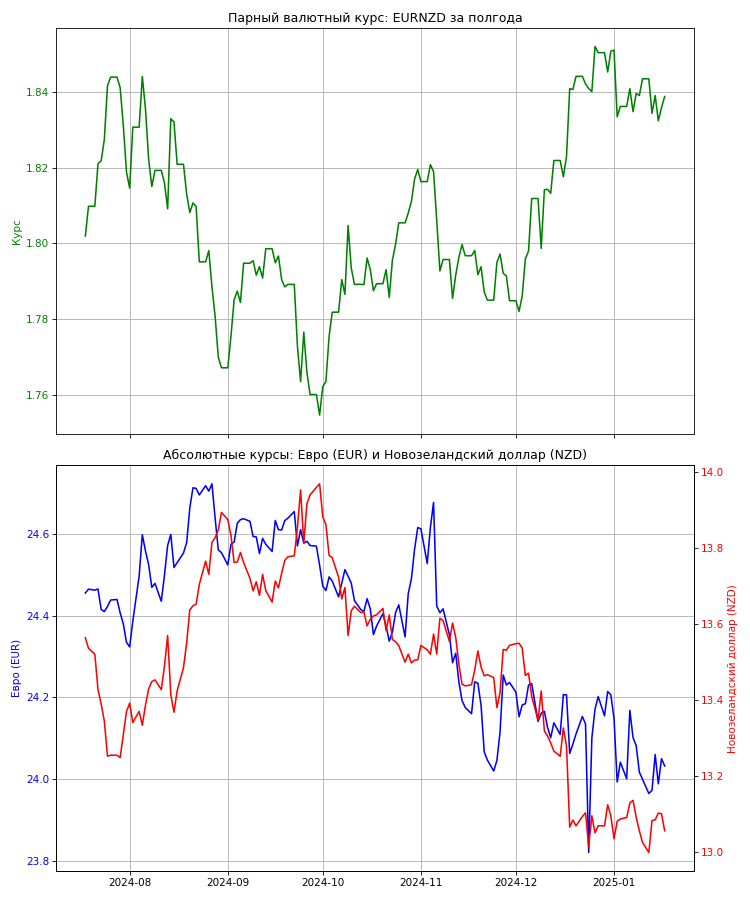 Парный валютный курс: EURNZD за полгода
Курс
1.84
1.82
1.80
1.78
1.76
Абсолютные курсы: Евро (EUR) и Новозеландский доллар (NZD)
Евро (EUR)
24.6
24.4
24.2
24.0
23.8
14.0
13.8
13.6
13.4
13.2
13.0
Новозеландский доллар (NZD)
2024-08 2024-09 2024-10 2024-11 2024-12 2025-01